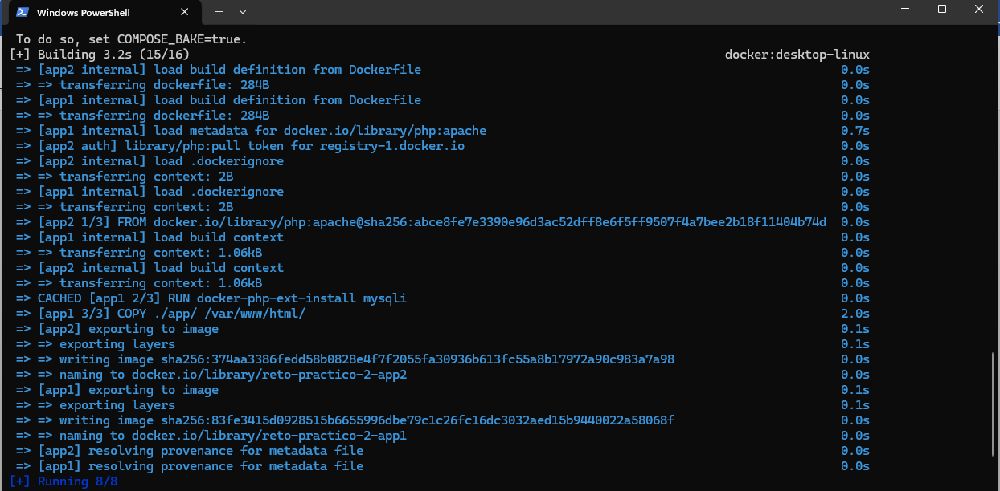 Windows PowerShell
To do so, set COMPOSE_BAKE=true.
[+] Building 3.2s (15/16) docker:desktop-linux
=> [app2 internal] load build definition from Dockerfile 0.0s
=> => transferring dockerfile: 284B 0.0s
=> [app1 internal] load build definition from Dockerfile 0.0s
=> => transferring dockerfile: 284B 0.0s
=> [app1 internal] load metadata for docker.io/library/php:apache 0.7s
=> [app2 auth] library/php:pull token for registry-1.docker.io 0.0s
=> [app2 internal] load .dockerignore 0.0s
=> => transferring context: 2B 0.0s
=> [app1 internal] load .dockerignore 0.0s
=> => transferring context: 2B 0.0s
=> [app2 1/3] FROM docker.io/library/php:apache@sha256:abce8fe7e3390e96d3ac52dff8e6f5ff9507f4a7bee2b18f11404b74d 0.0s
=> [app1 internal] load build context 0.0s
=> => transferring context: 1.06kB 0.0s
=> [app2 internal] load build context 0.0s
=> => transferring context: 1.06kB 0.0s
=> CACHED [app1 2/3] RUN docker-php-ext-install mysqli 0.0s
=> [app1 3/3] COPY ./app/ /var/www/html/ 2.0s
=> [app2] exporting to image 0.1s
=> => exporting layers 0.1s
=> => writing image sha256:374aa3386fedd58b0828e4f7f2055fa30936b613fc55a8b17972a90c983a7a98 0.0s
=> => naming to docker.io/library/reto-practico-2-app2 0.0s
=> [app1] exporting to image 0.1s
=> => exporting layers 0.1s
=> => writing image sha256:83fe3415d0928515b6655996dbe79c1c26fc16dc3032aed15b9440022a58068f 0.0s
=> => naming to docker.io/library/reto-practico-2-app1 0.0s
=> [app2] resolving provenance for metadata file 0.0s
=> [app1] resolving provenance for metadata file 0.0s
[+] Running 8/8